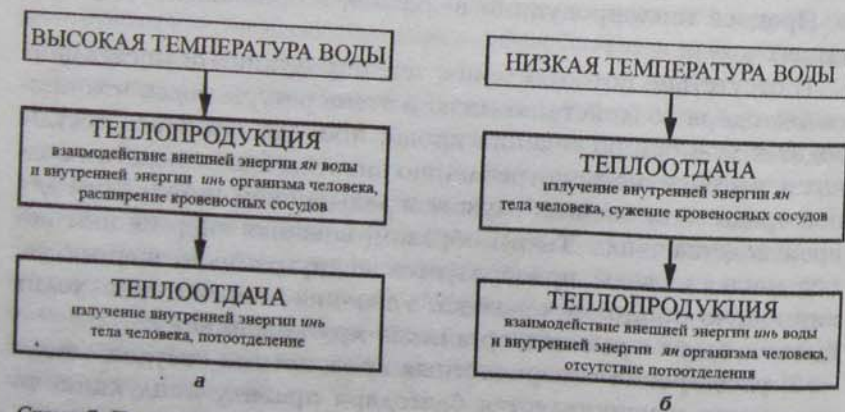 ВЫСОКАЯ ТЕМПЕРАТУРА ВОДЫ
ТЕПЛОПРОДУКЦИЯ
взаимодействие внешней энергии ян воды
и внутренней энергии инь организма человека,
расширение кровеносных сосудов
ТЕПЛООТДАЧА
излучение внутренней энергии инь
тела человека, потоотделение
а
НИЗКАЯ ТЕМПЕРАТУРА ВОДЫ
ТЕПЛООТДАЧА
излучение внутренней энергии ян
тела человека, сужение кровеносных сосудов
ТЕПЛОПРОДУКЦИЯ
взаимодействие внешней энергии инь воды
и внутренней энергии ян организма человека,
отсутствие потоотделения
б